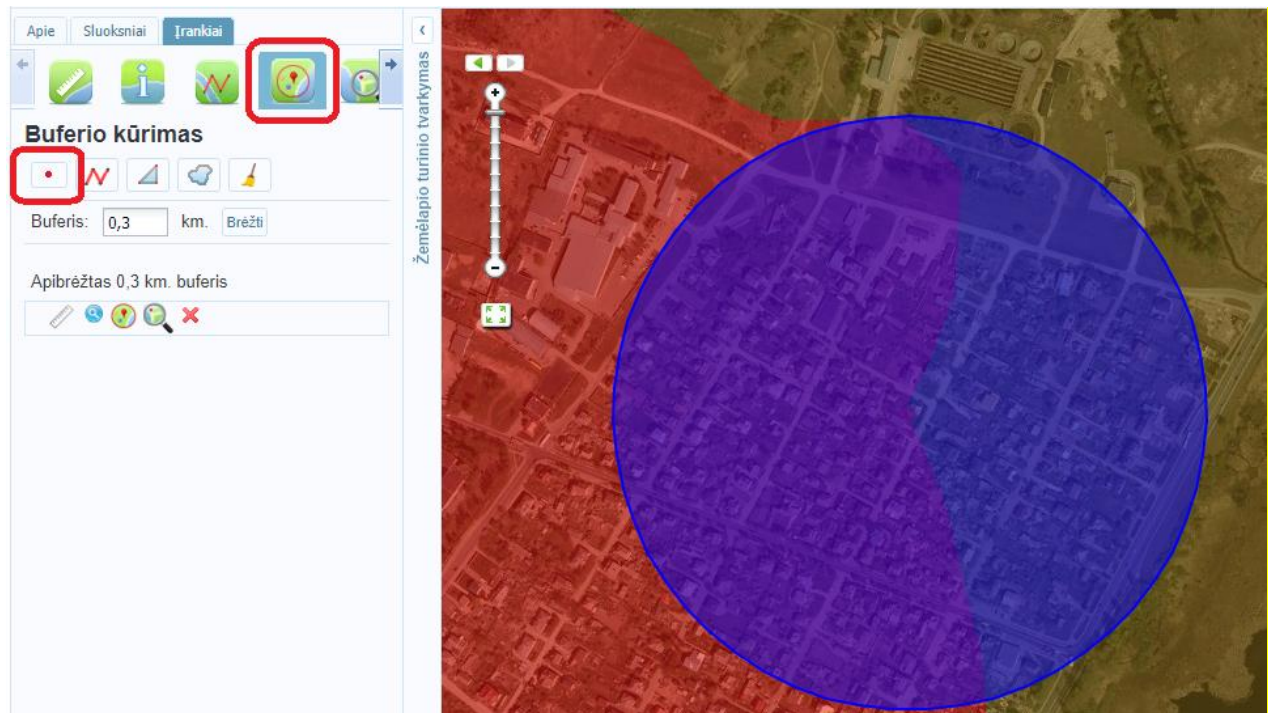 Apie Sluoksniai Įrankiai
Buferio kūrimas
Buferis: 0,3 km. Brėžti
Apibrėžtas 0,3 km. buferis
Žemėlapio turinio tvarkymas